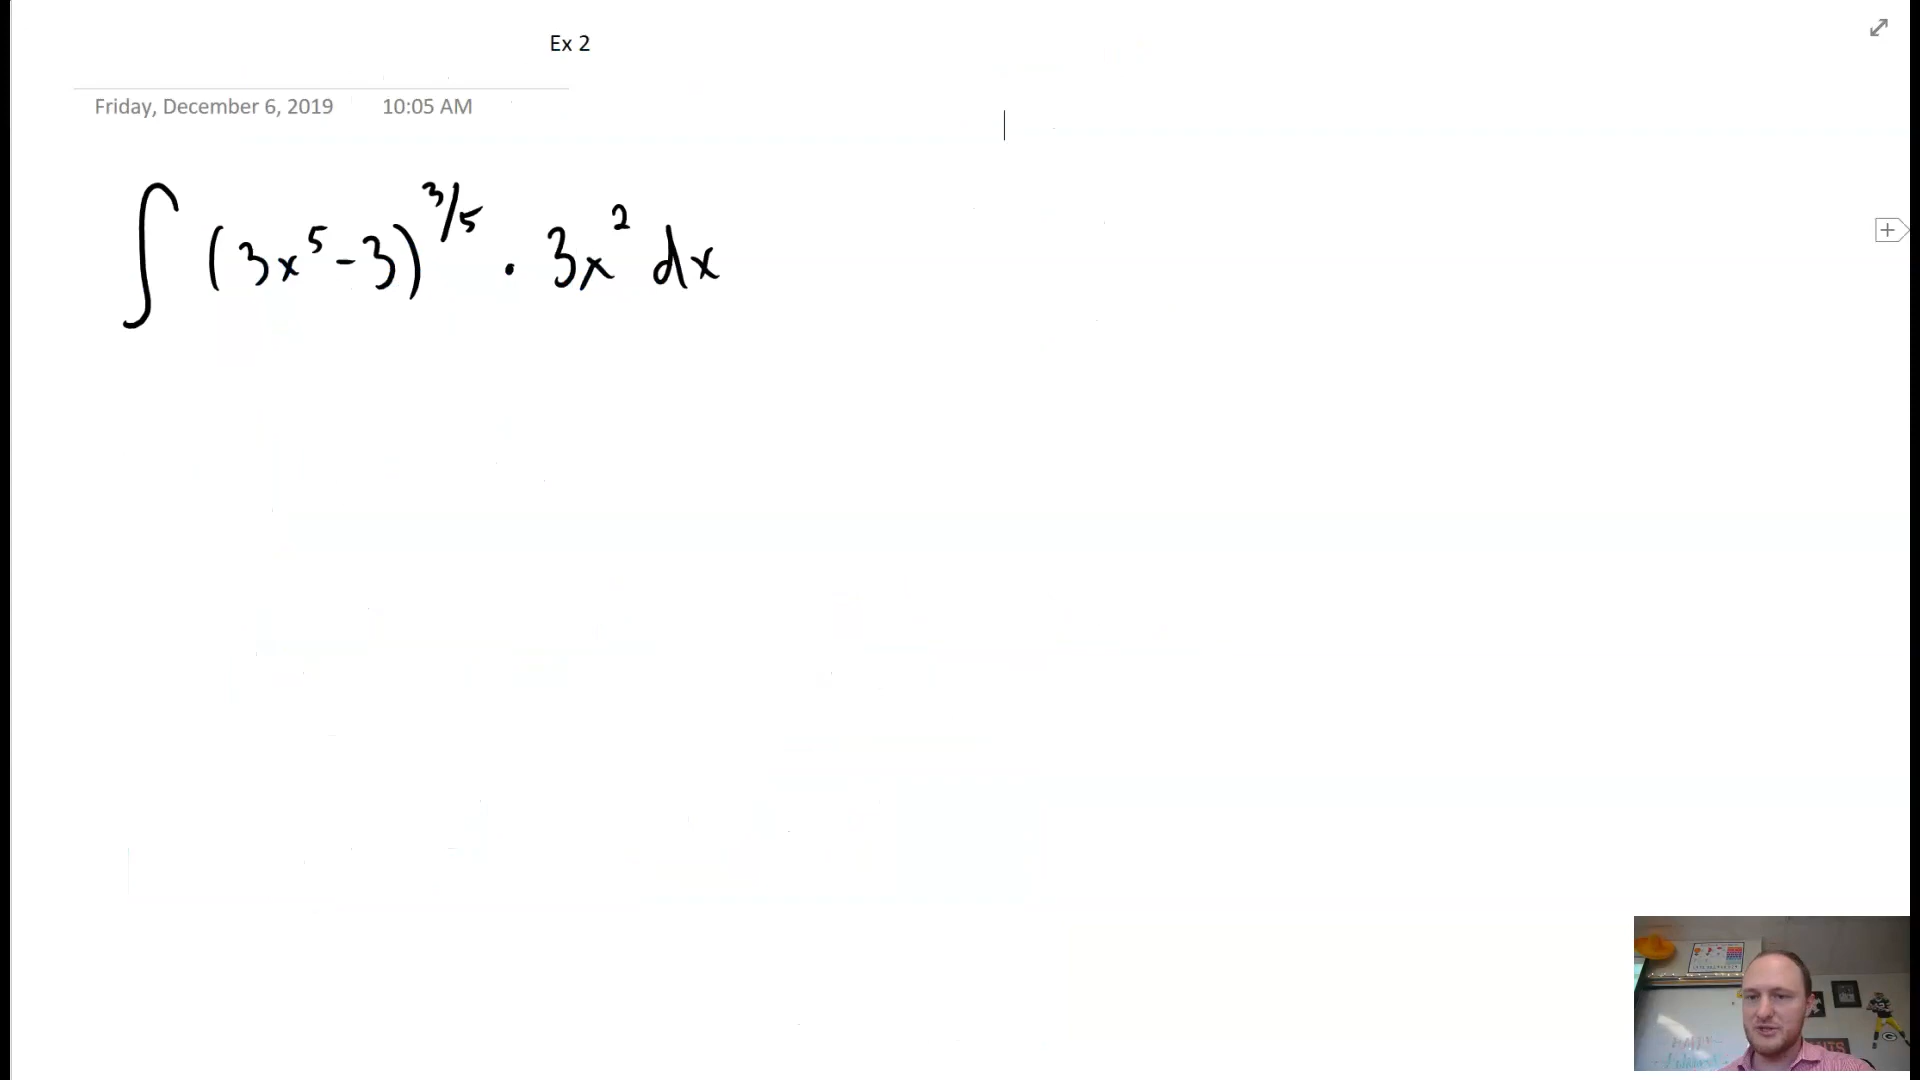 Ex 2
Friday, December 6, 2019 10:05 AM
∫ (3x⁵-3)^3/5 · 3x² dx